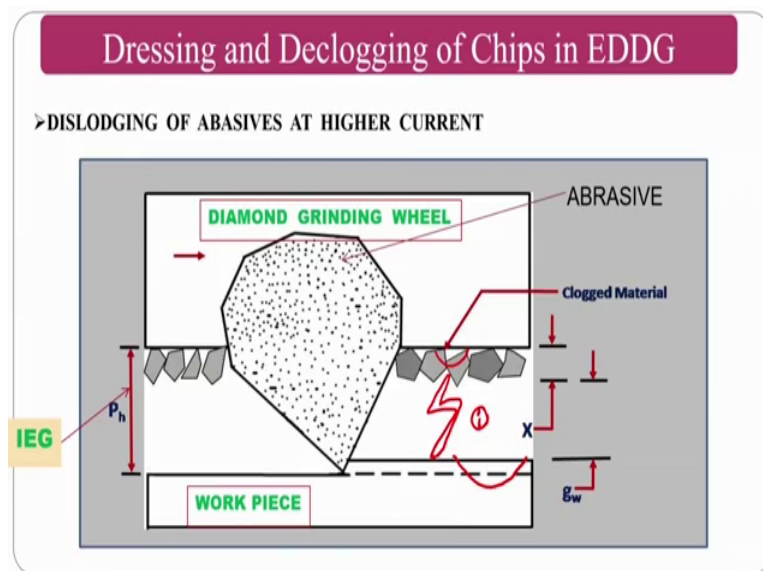 Dressing and Declogging of Chips in EDDG
➢DISLODGING OF ABASIVES AT HIGHER CURRENT
DIAMOND GRINDING WHEEL
ABRASIVE
Clogged Material
Ph
IEG
X
gw
WORK PIECE